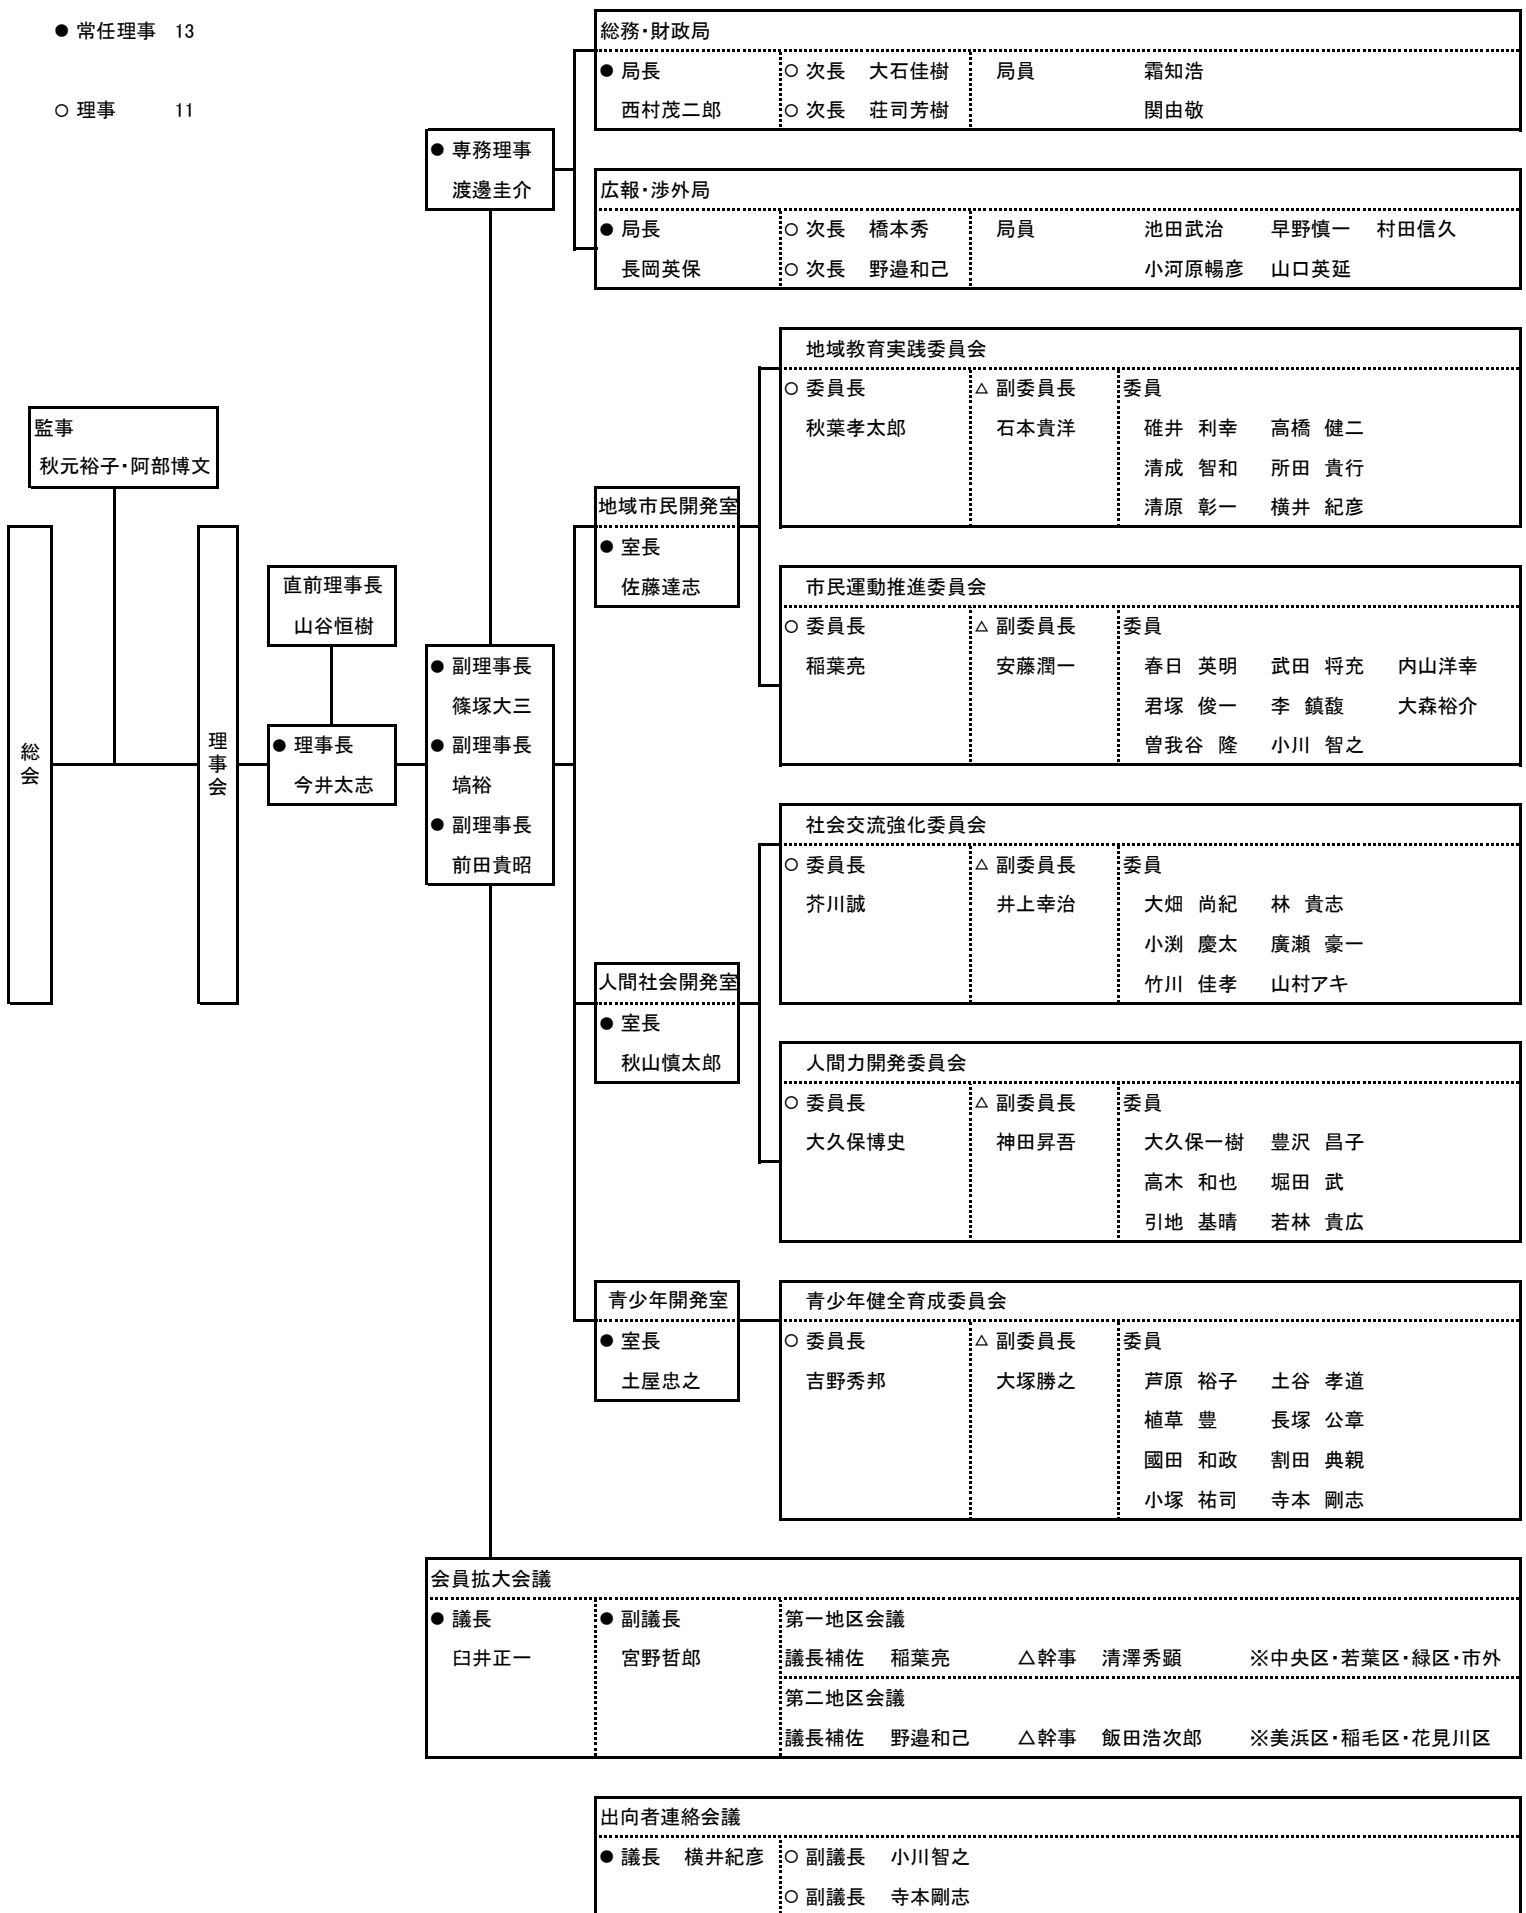 ● 常任理事 13
○ 理事 11
総務・財政局
● 局長 ○ 次長 大石佳樹 局員 霜知浩
西村茂二郎 ○ 次長 荘司芳樹 関由敬
● 専務理事
渡邊圭介
広報・渉外局
● 局長 ○ 次長 橋本秀 局員 池田武治 早野慎一 村田信久
長岡英保 ○ 次長 野邉和己 小河原暢彦 山口英延
監事
秋元裕子・阿部博文
総会
理事会
直前理事長
山谷恒樹
● 理事長
今井太志
● 副理事長
篠塚大三
● 副理事長
塙裕
● 副理事長
前田貴昭
地域市民開発室
● 室長
佐藤達志
地域教育実践委員会
○ 委員長 △ 副委員長 委員
秋葉孝太郎 石本貴洋 碓井 利幸 高橋 健二
清成 智和 所田 貴行
清原 彰一 横井 紀彦
市民運動推進委員会
○ 委員長 △ 副委員長 委員
稲葉亮 安藤潤一 春日 英明 武田 将充 内山洋幸
君塚 俊一 李 鎮馥 大森裕介
曽我谷 隆 小川 智之
人間社会開発室
● 室長
秋山慎太郎
社会交流強化委員会
○ 委員長 △ 副委員長 委員
芥川誠 井上幸治 大畑 尚紀 林 貴志
小渕 慶太 廣瀬 豪一
竹川 佳孝 山村アキ
人間力開発委員会
○ 委員長 △ 副委員長 委員
大久保博史 神田昇吾 大久保一樹 豊沢 昌子
高木 和也 堀田 武
引地 基晴 若林 貴広
青少年開発室
● 室長
土屋忠之
青少年健全育成委員会
○ 委員長 △ 副委員長 委員
吉野秀邦 大塚勝之 芦原 裕子 土谷 孝道
植草 豊 長塚 公章
國田 和政 割田 典親
小塚 祐司 寺本 剛志
会員拡大会議
● 議長 ● 副議長 第一地区会議
臼井正一 宮野哲郎 議長補佐 稲葉亮 △幹事 清澤秀顕 ※中央区・若葉区・緑区・市外
第二地区会議
議長補佐 野邉和己 △幹事 飯田浩次郎 ※美浜区・稲毛区・花見川区
出向者連絡会議
● 議長 横井紀彦 ○ 副議長 小川智之
○ 副議長 寺本剛志